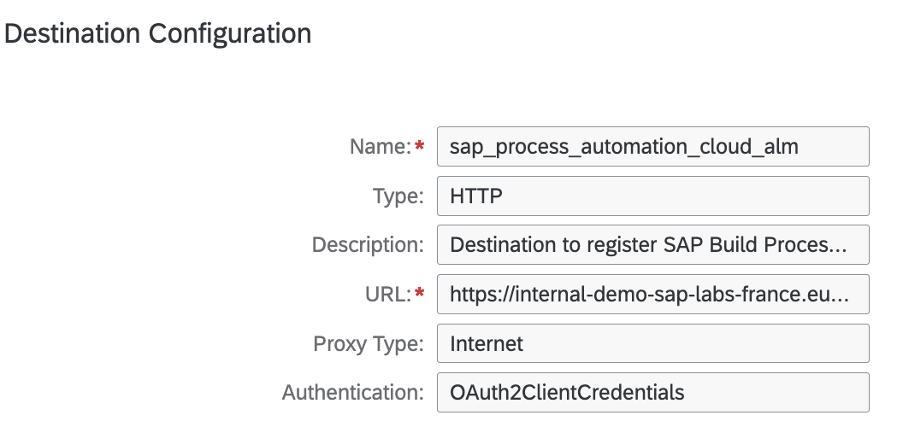 Destination Configuration
Name:* sap_process_automation_cloud_alm
Type: HTTP
Description: Destination to register SAP Build Proces...
URL:* https://internal-demo-sap-labs-france.eu...
Proxy Type: Internet
Authentication: OAuth2ClientCredentials